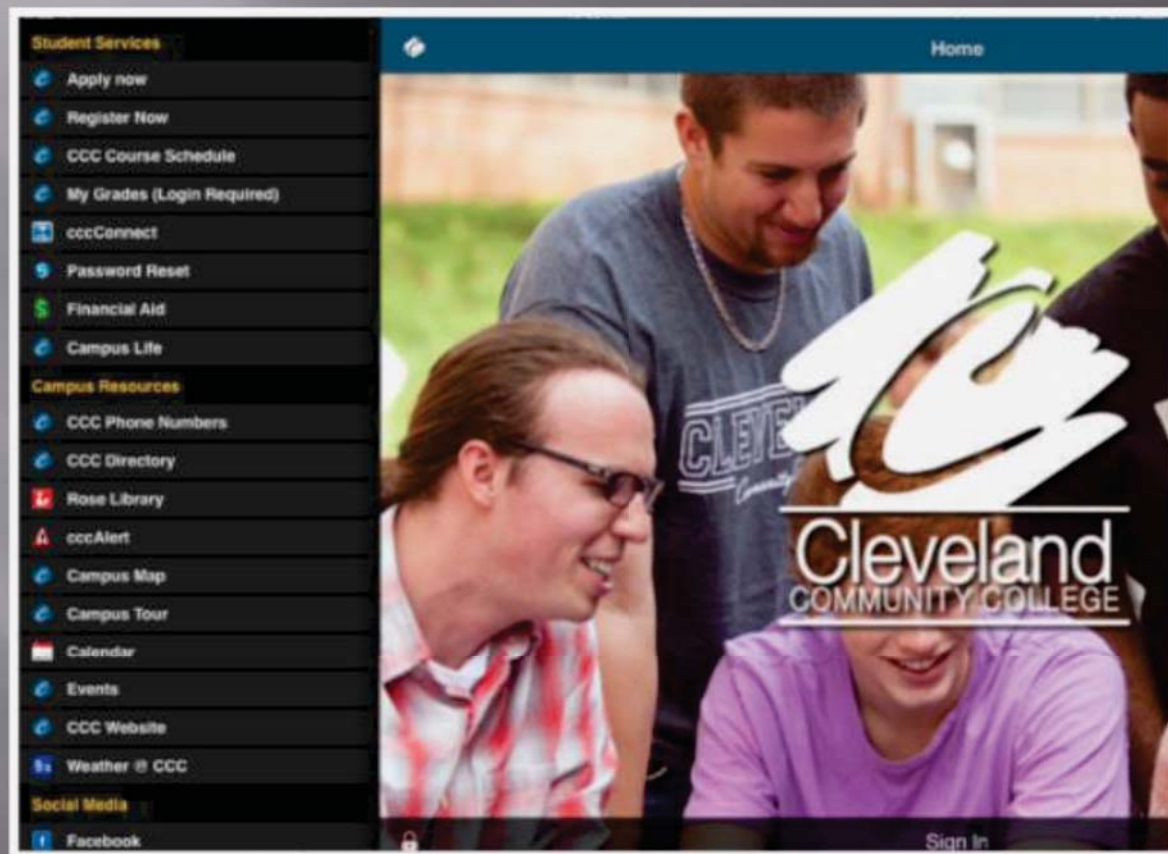 Student Services
Apply now
Register Now
CCC Course Schedule
My Grades (Login Required)
cccConnect
Password Reset
Financial Aid
Campus Life
Campus Resources
CCC Phone Numbers
CCC Directory
Rose Library
cccAlert
Campus Map
Campus Tour
Calendar
Events
CCC Website
Weather @ CCC
Social Media
Facebook
Home
CLEVEL
Community
C
Cleveland
COMMUNITY COLLEGE
Sign In